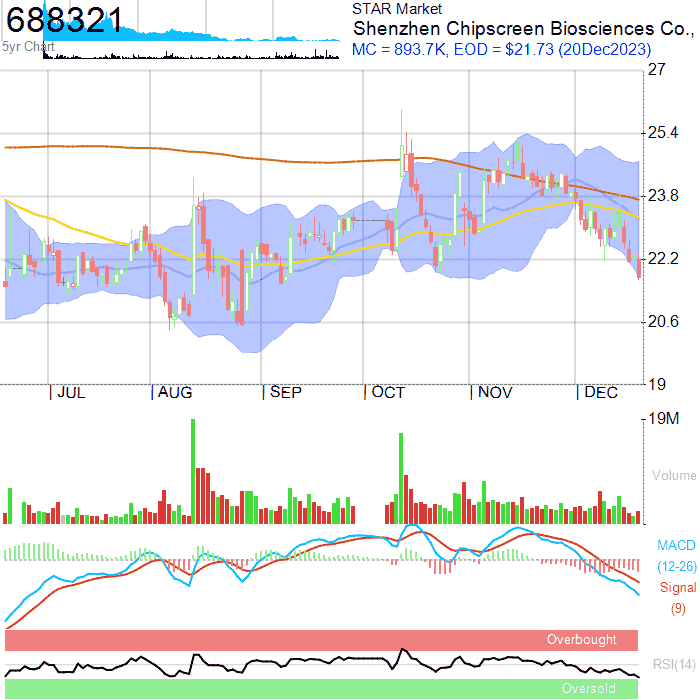 688321
STAR Market
Shenzhen Chipscreen Biosciences Co.,
5yr Chart
MC = 893.7K, EOD = $21.73 (20Dec2023)
27
25.4
23.8
22.2
20.6
19
JUL
AUG
SEP
OCT
NOV
DEC
19M
Volume
MACD
(12-26)
Signal
(9)
Overbought
RSI(14)
Oversold